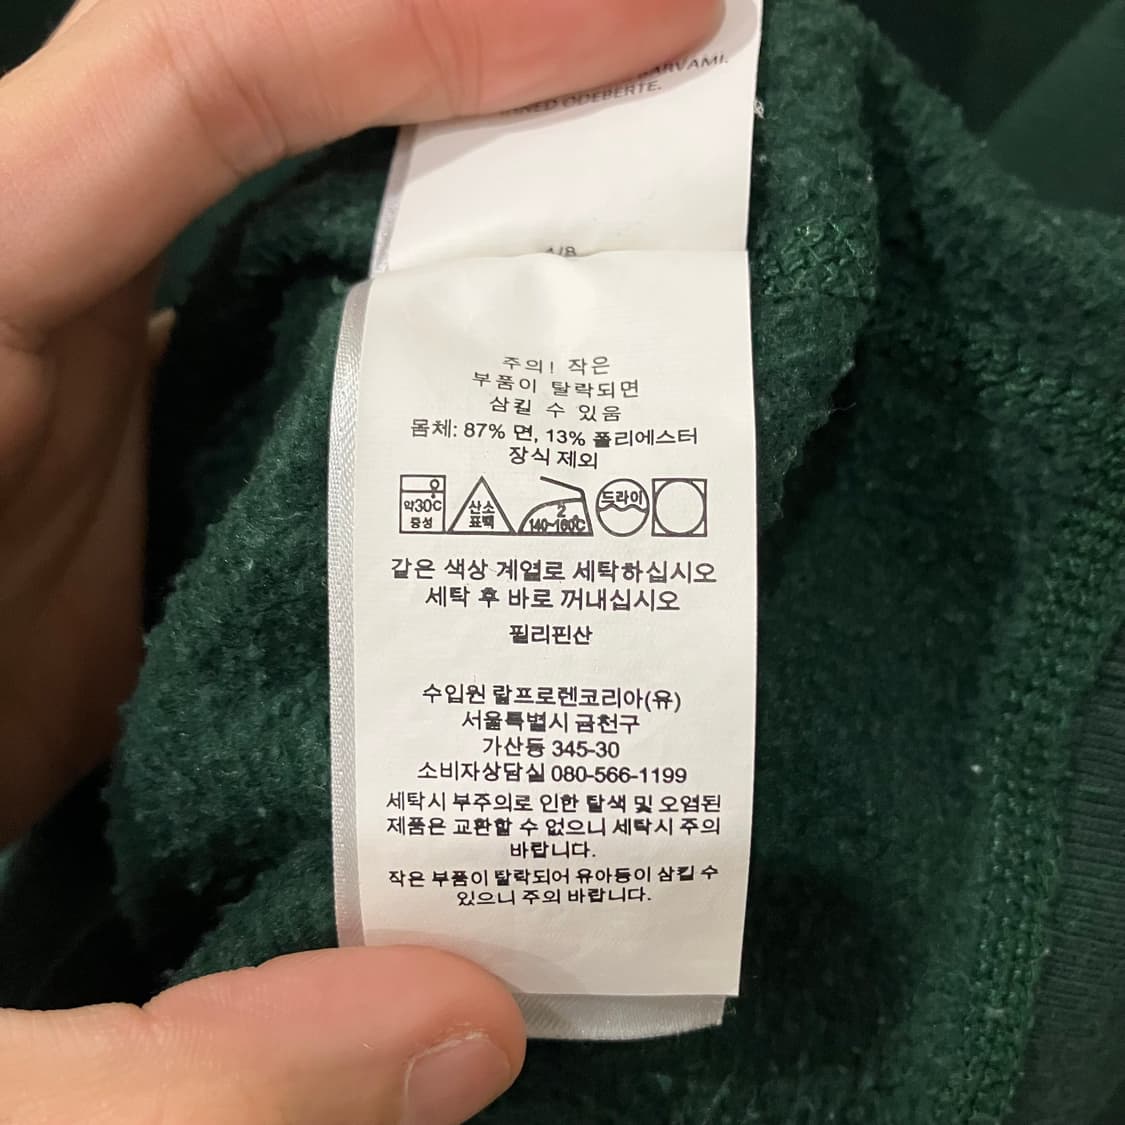 BARVAMI.
ODEBERTE.
1/8
주의! 작은
부품이 탈락되면
삼킬 수 있음
몸체: 87% 면, 13% 폴리에스터
장식 제외
약30℃
중성
산소
표백
2
140~160℃
드라이
같은 색상 계열로 세탁하십시오
세탁 후 바로 꺼내십시오
필리핀산
수입원 랄프로렌코리아(유)
서울특별시 금천구
가산동 345-30
소비자상담실 080-566-1199
세탁시 부주의로 인한 탈색 및 오염된
제품은 교환할 수 없으니 세탁시 주의
바랍니다.
작은 부품이 탈락되어 유아등이 삼킬 수
있으니 주의 바랍니다.